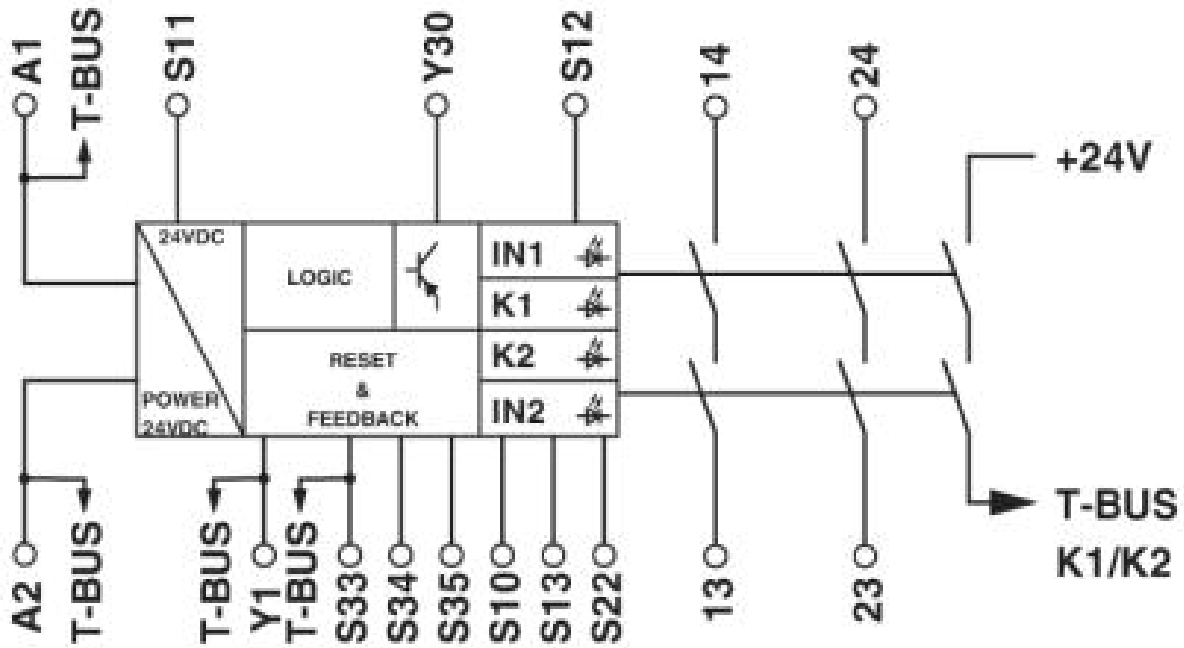 A1
T-BUS
S11
Y30
S12
14
24
+24V
24VDC
LOGIC
IN1
K1
K2
IN2
RESET
&
FEEDBACK
POWER
24VDC
A2
T-BUS
T-BUS
Y1
T-BUS
S33
S34
S35
S10
S13
S22
13
23
T-BUS
K1/K2